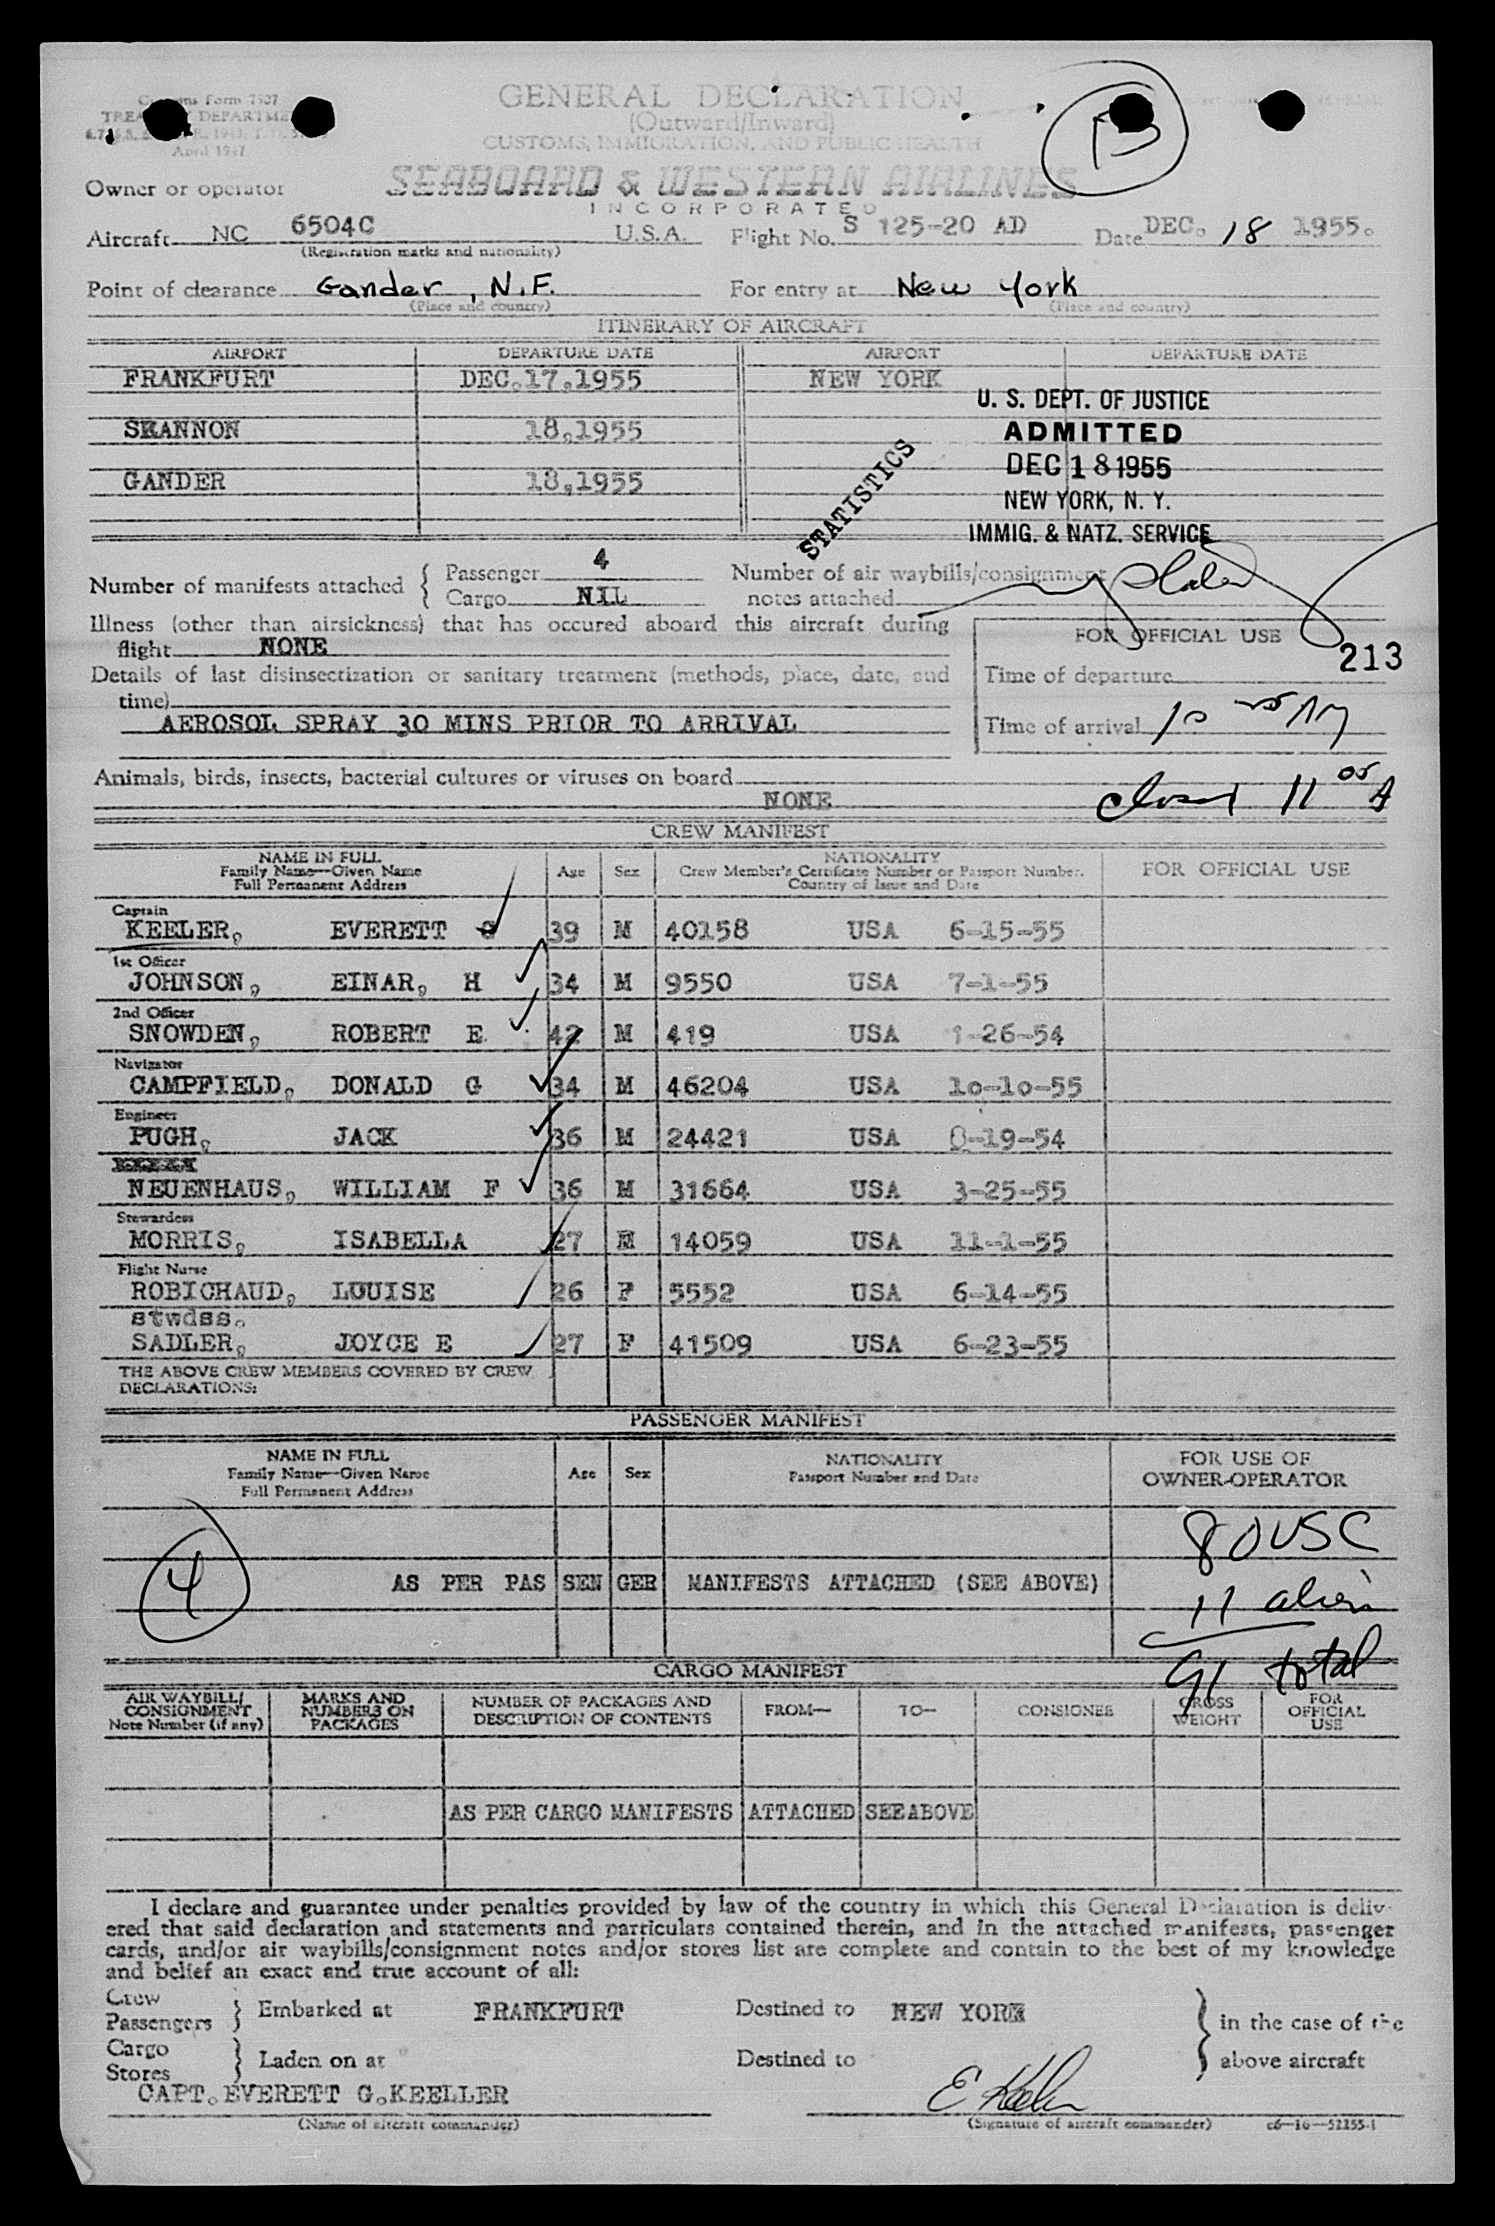 GENERAL DECLARATION
(Outward/Inward)
CUSTOMS, IMMIGRATION, AND PUBLIC HEALTH
Customs Form 7507
April 1947
Owner or operator SEABOARD & WESTERN AIRLINES
INCORPORATED
Aircraft NC 6504C U.S.A. Flight No. S 125-20 AD Date DEC. 18 1955.
(Registration marks and nationality)
Point of clearance Gander, N.F. For entry at New York
(Place and country) (Place and country)
ITINERARY OF AIRCRAFT
AIRPORT DEPARTURE DATE AIRPORT DEPARTURE DATE
FRANKFURT DEC.17,1955 NEW YORK
SHANNON 18,1955
GANDER 18,1955
STATISTICS
U. S. DEPT. OF JUSTICE
ADMITTED
DEC 18 1955
NEW YORK, N. Y.
IMMIG. & NATZ. SERVICE
Number of manifests attached { Passenger 4
Cargo NIL
Number of air waybills/consignment
notes attached
Illness (other than airsickness) that has occured aboard this aircraft during
flight NONE
Details of last disinsectization or sanitary treatment (methods, place, date, and
time)
AEROSOL SPRAY 30 MINS PRIOR TO ARRIVAL
FOR OFFICIAL USE
213
Time of departure
Time of arrival 10 AM
Animals, birds, insects, bacterial cultures or viruses on board
NONE
closed 11 05 A
CREW MANIFEST
NAME IN FULL
Family Name—Given Name
Full Permanent Address
Age Sex
NATIONALITY
Crew Member's Certificate Number or Passport Number.
Country of Issue and Date
FOR OFFICIAL USE
Captain
KEELER, EVERETT G 39 M 40158 USA 6-15-55
1st Officer
JOHNSON, EINAR, H 34 M 9550 USA 7-1-55
2nd Officer
SNOWDEN, ROBERT E. 42 M 419 USA 1-26-54
Navigator
CAMPFIELD, DONALD G 34 M 46204 USA 10-10-55
Engineer
PUGH, JACK 36 M 24421 USA 8-19-54
NEUENHAUS, WILLIAM F 36 M 31664 USA 3-25-55
Stewardess
MORRIS, ISABELLA 27 14059 USA 11-1-55
Flight Nurse
ROBICHAUD, LOUISE 26 F 5552 USA 6-14-55
stwdss.
SADLER, JOYCE E 27 F 41509 USA 6-23-55
THE ABOVE CREW MEMBERS COVERED BY CREW
DECLARATIONS:
PASSENGER MANIFEST
NAME IN FULL
Family Name—Given Name
Full Permanent Address
Age Sex
NATIONALITY
Passport Number and Date
FOR USE OF
OWNER-OPERATOR
80 USC
4
AS PER PAS SEN GER MANIFESTS ATTACHED (SEE ABOVE)
11 alien
91 total
CARGO MANIFEST
AIR WAYBILL/
CONSIGNMENT
Note Number (if any)
MARKS AND
NUMBERS ON
PACKAGES
NUMBER OF PACKAGES AND
DESCRIPTION OF CONTENTS
FROM— TO— CONSIGNEE
GROSS
WEIGHT
FOR
OFFICIAL
USE
AS PER CARGO MANIFESTS ATTACHED SEEABOVE
I declare and guarantee under penalties provided by law of the country in which this General Declaration is deliv-
ered that said declaration and statements and particulars contained therein, and in the attached manifests, passenger
cards, and/or air waybills/consignment notes and/or stores list are complete and contain to the best of my knowledge
and belief an exact and true account of all:
Crew
Passengers } Embarked at FRANKFURT Destined to NEW YORK } in the case of the
Cargo
Stores } Laden on at Destined to above aircraft
CAPT. EVERETT G.KEELLER E Keeler
(Name of aircraft commander) (Signature of aircraft commander) c6—16—52155-1